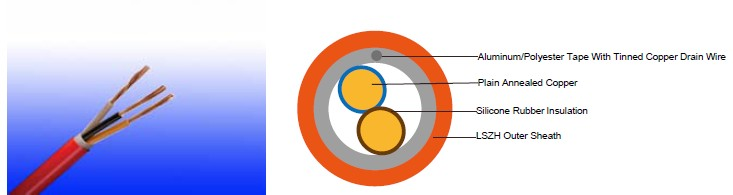 Aluminum/Polyester Tape With Tinned Copper Drain Wire
Plain Annealed Copper
Silicone Rubber Insulation
LSZH Outer Sheath